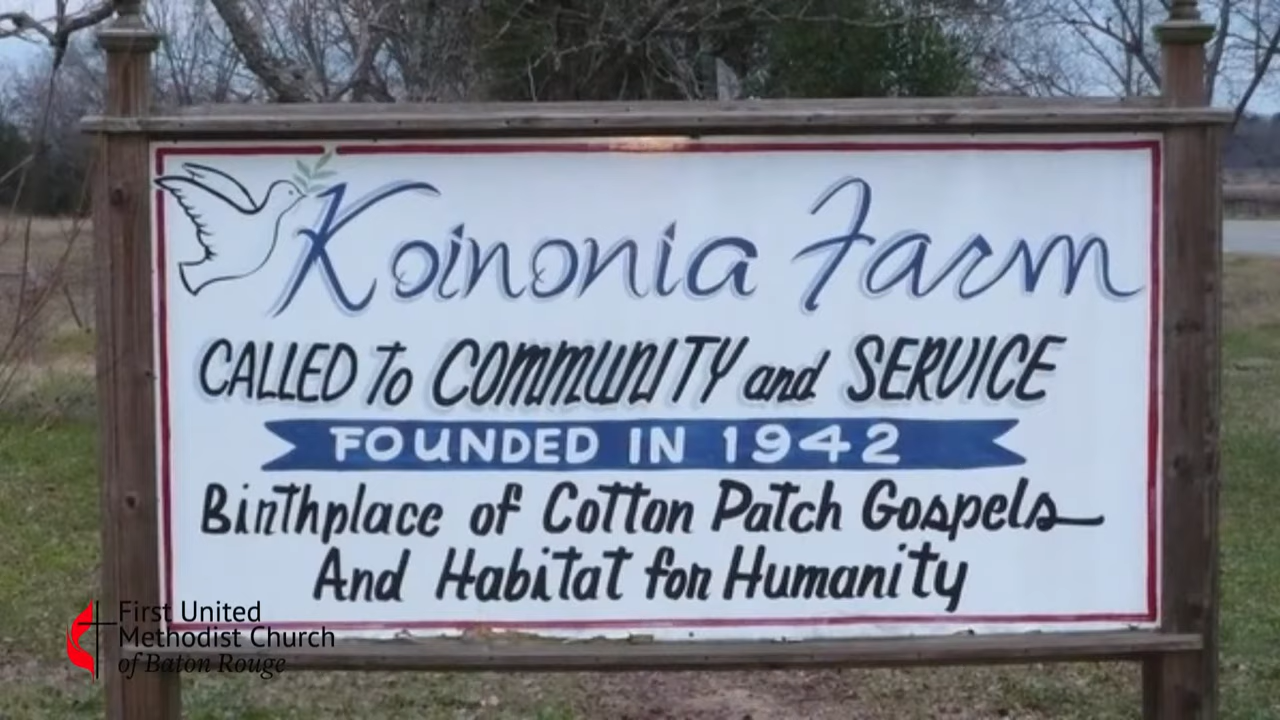 Koinonia Farm
CALLED To COMMUNITY and SERVICE
FOUNDED IN 1942
Birthplace of Cotton Patch Gospels
And Habitat for Humanity
First United
Methodist Church
of Baton Rouge